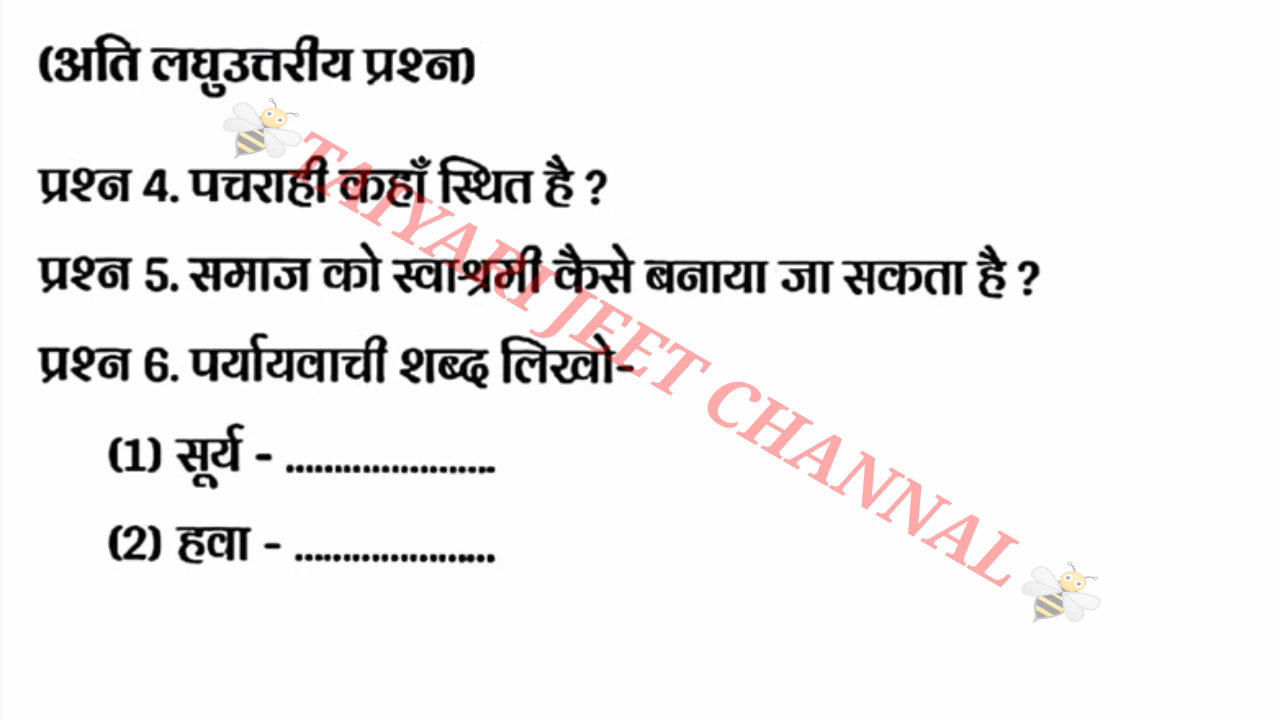 (अति लघुउत्तरीय प्रश्न)
प्रश्न 4. पचराही कहाँ स्थित है ?
प्रश्न 5. समाज को स्वाश्रमी कैसे बनाया जा सकता है ?
प्रश्न 6. पर्यायवाची शब्द लिखो-
(1) सूर्य - ......................
(2) हवा - .....................
TAIYARI JEET CHANNAL